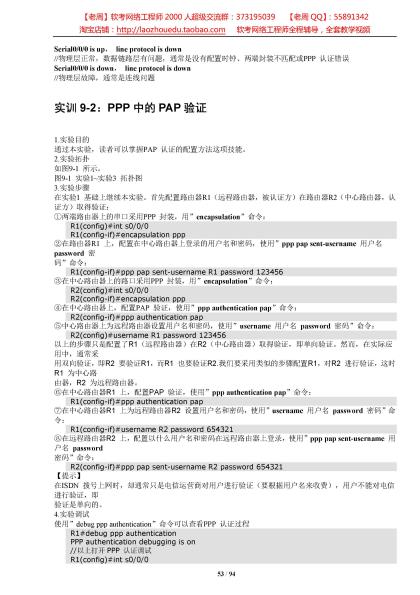 【老周】软考网络工程师 2000 人超级交流群：373195039 【老周 QQ】：55891342
淘宝店铺：http://laozhouedu.taobao.com 软考网络工程师全程辅导，全套教学视频
Serial0/0/0 is up， line protocol is down
//物理层正常，数据链路层有问题，通常是没有配置时钟、两端封装不匹配或PPP 认证错误
Serial0/0/0 is down， line protocol is down
//物理层故障，通常是连线问题
实训 9-2：PPP 中的 PAP 验证
1.实验目的
通过本实验，读者可以掌握PAP 认证的配置方法这项技能。
2.实验拓扑
如图9-1 所示。
图9-1 实验1~实验3 拓扑图
3.实验步骤
在实验1 基础上继续本实验。首先配置路由器R1（远程路由器，被认证方）在路由器R2（中心路由器，认
证方）取得验证：
①两端路由器上的串口采用PPP 封装，用”encapsulation”命令：
R1(config)#int s0/0/0
R1(config-if)#encapsulation ppp
②在路由器R1 上，配置在中心路由器上登录的用户名和密码，使用”ppp pap sent-username 用户名
password 密
码”命令：
R1(config-if)#ppp pap sent-username R1 password 123456
③在中心路由器上的路口采用PPP 封装，用”encapsulation”命令：
R2(config)#int s0/0/0
R2(config-if)#encapsulation ppp
④在中心路由器上，配置PAP 验证，使用”ppp authentication pap”命令：
R2(config-if)#ppp authentication pap
⑤中心路由器上为远程路由器设置用户名和密码，使用”username 用户名 password 密码”命令：
R2(config)#username R1 password 123456
以上的步骤只是配置了R1（远程路由器）在R2（中心路由器）取得验证，即单向验证。然而，在实际应
用中，通常采
用双向验证，即R2 要验证R1，而R1 也要验证R2.我们要采用类似的步骤配置R1，对R2 进行验证，这时
R1 为中心路
由器，R2 为远程路由器。
⑥在中心路由器R1 上，配置PAP 验证，使用”ppp authentication pap”命令：
R1(config-if)#ppp authentication pap
⑦在中心路由器R1 上为远程路由器R2 设置用户名和密码，使用”username 用户名 password 密码”命
令：
R1(config-if)#username R2 password 654321
⑧在远程路由器R2 上，配置以什么用户名和密码在远程路由器上登录，使用”ppp pap sent-username 用
户名 password
密码”命令：
R2(config-if)#ppp pap sent-username R2 password 654321
【提示】
在ISDN 拨号上网时，却通常只是电信运营商对用户进行验证（要根据用户名来收费），用户不能对电信
进行验证，即
验证是单向的。
4.实验调试
使用”debug ppp authentication”命令可以查看PPP 认证过程
R1#debug ppp authentication
PPP authentication debugging is on
//以上打开 PPP 认证调试
R1(config)#int s0/0/0
53 / 94